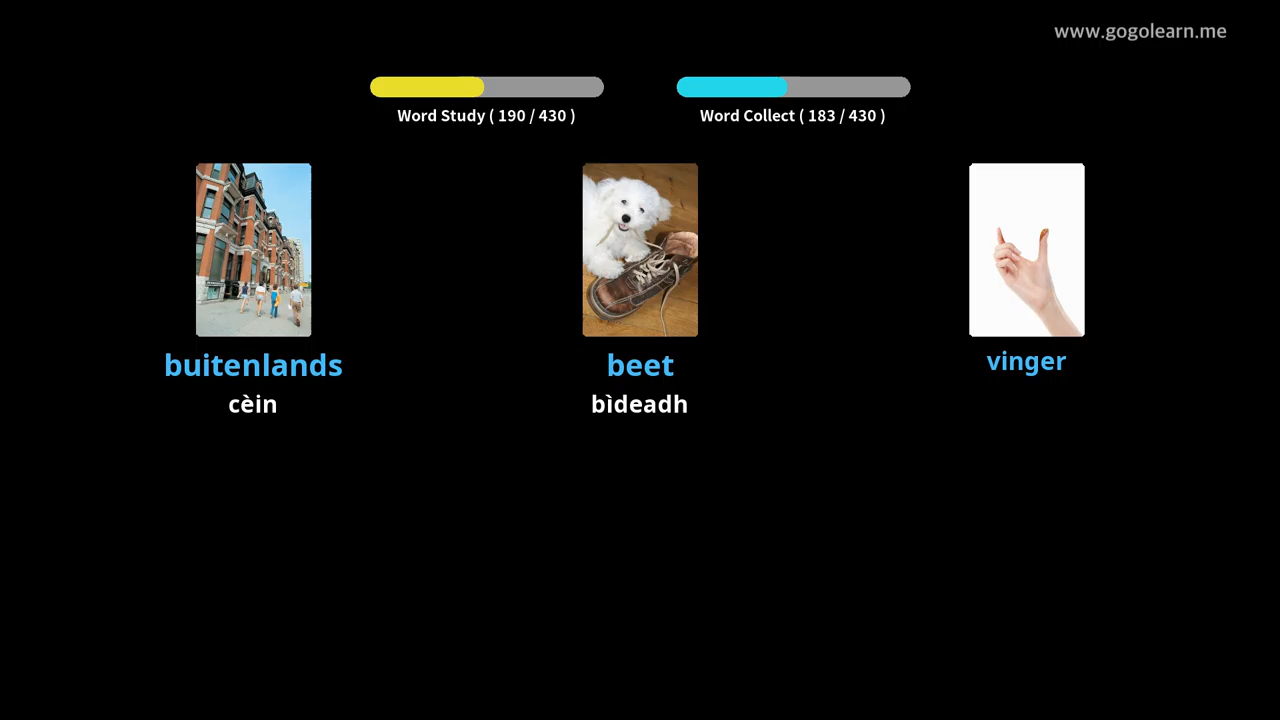 www.gogolearn.me
Word Study ( 190 / 430 )
Word Collect ( 183 / 430 )
buitenlands
cèin
beet
bìdeadh
vinger